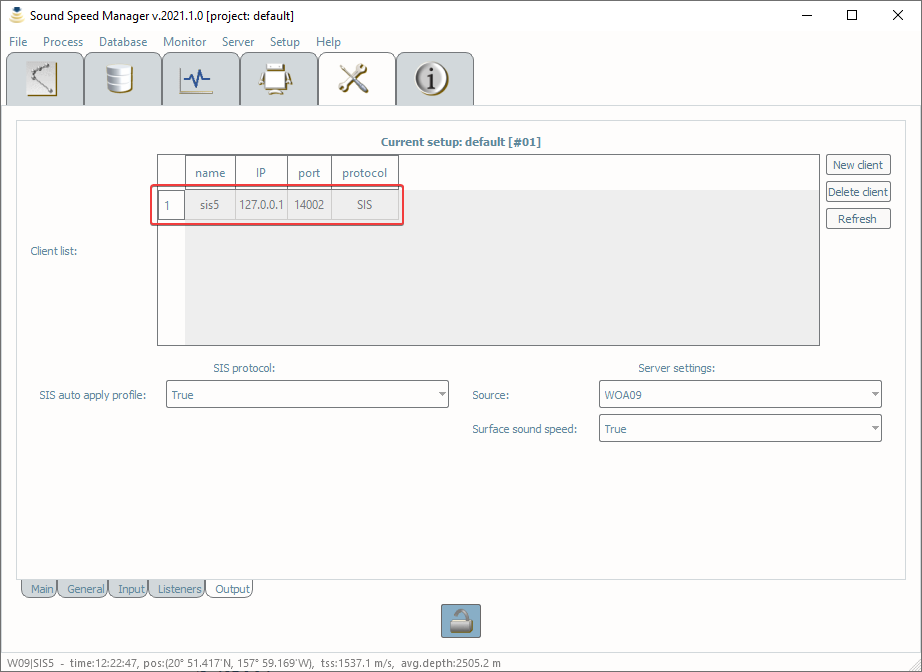 Sound Speed Manager v.2021.1.0 [project: default]
File Process Database Monitor Server Setup Help
Current setup: default [#01]
name IP port protocol
1 sis5 127.0.0.1 14002 SIS
New client
Delete client
Refresh
Client list:
SIS protocol: Server settings:
SIS auto apply profile: True Source: WOA09
Surface sound speed: True
Main General Input Listeners Output
W09|SIS5 - time:12:22:47, pos:(20° 51.417'N, 157° 59.169'W), tss:1537.1 m/s, avg.depth:2505.2 m